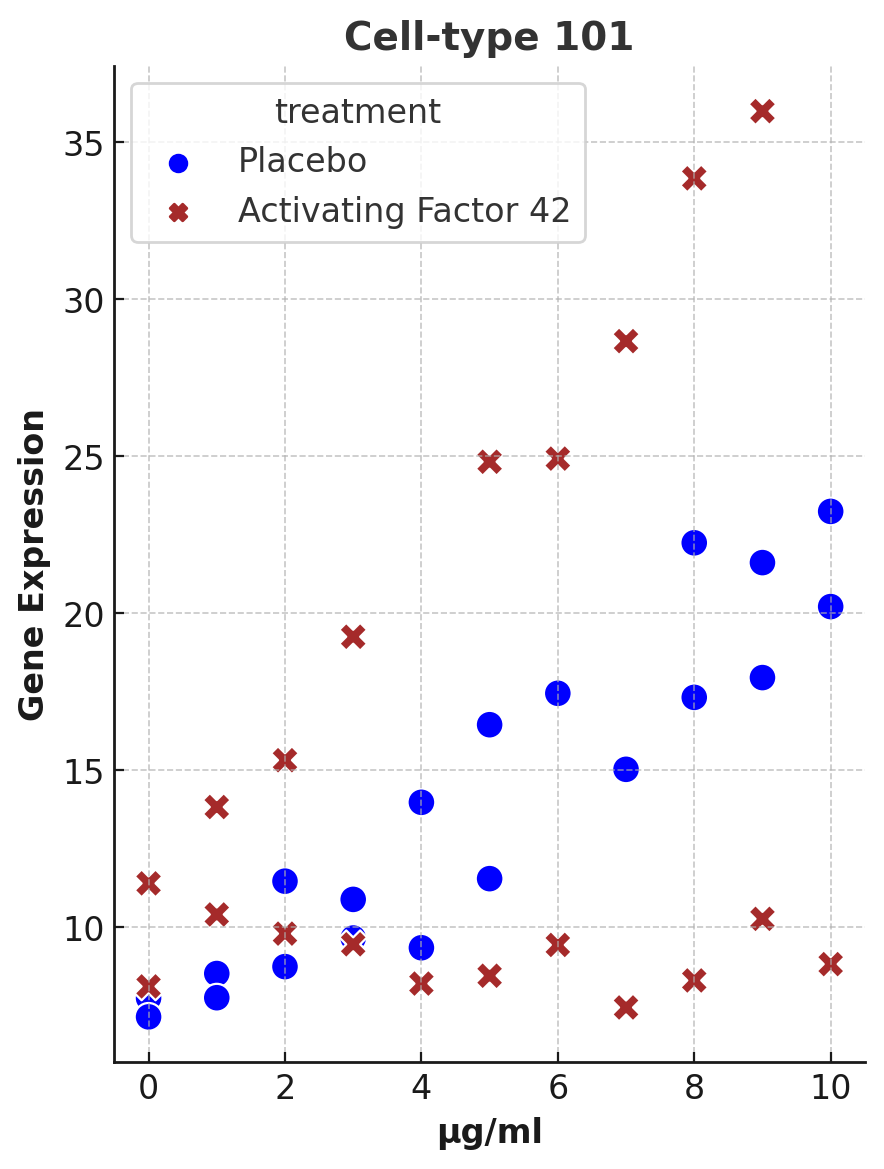 Cell-type 101
treatment
Placebo
Activating Factor 42
35
30
25
20
15
10
Gene Expression
0 2 4 6 8 10
μg/ml